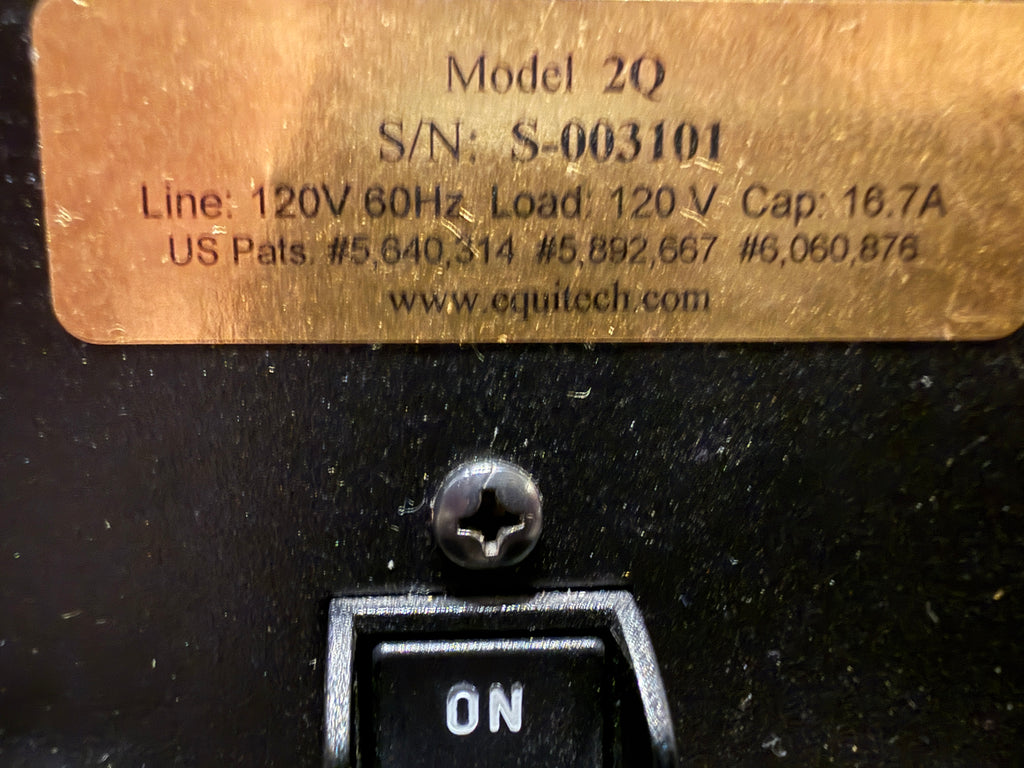 Model 2Q
S/N: S-003101
Line: 120V 60Hz Load: 120 V Cap: 16.7A
US Pats. #5,640,314 #5,892,667 #6,060,876
www.equitech.com
ON